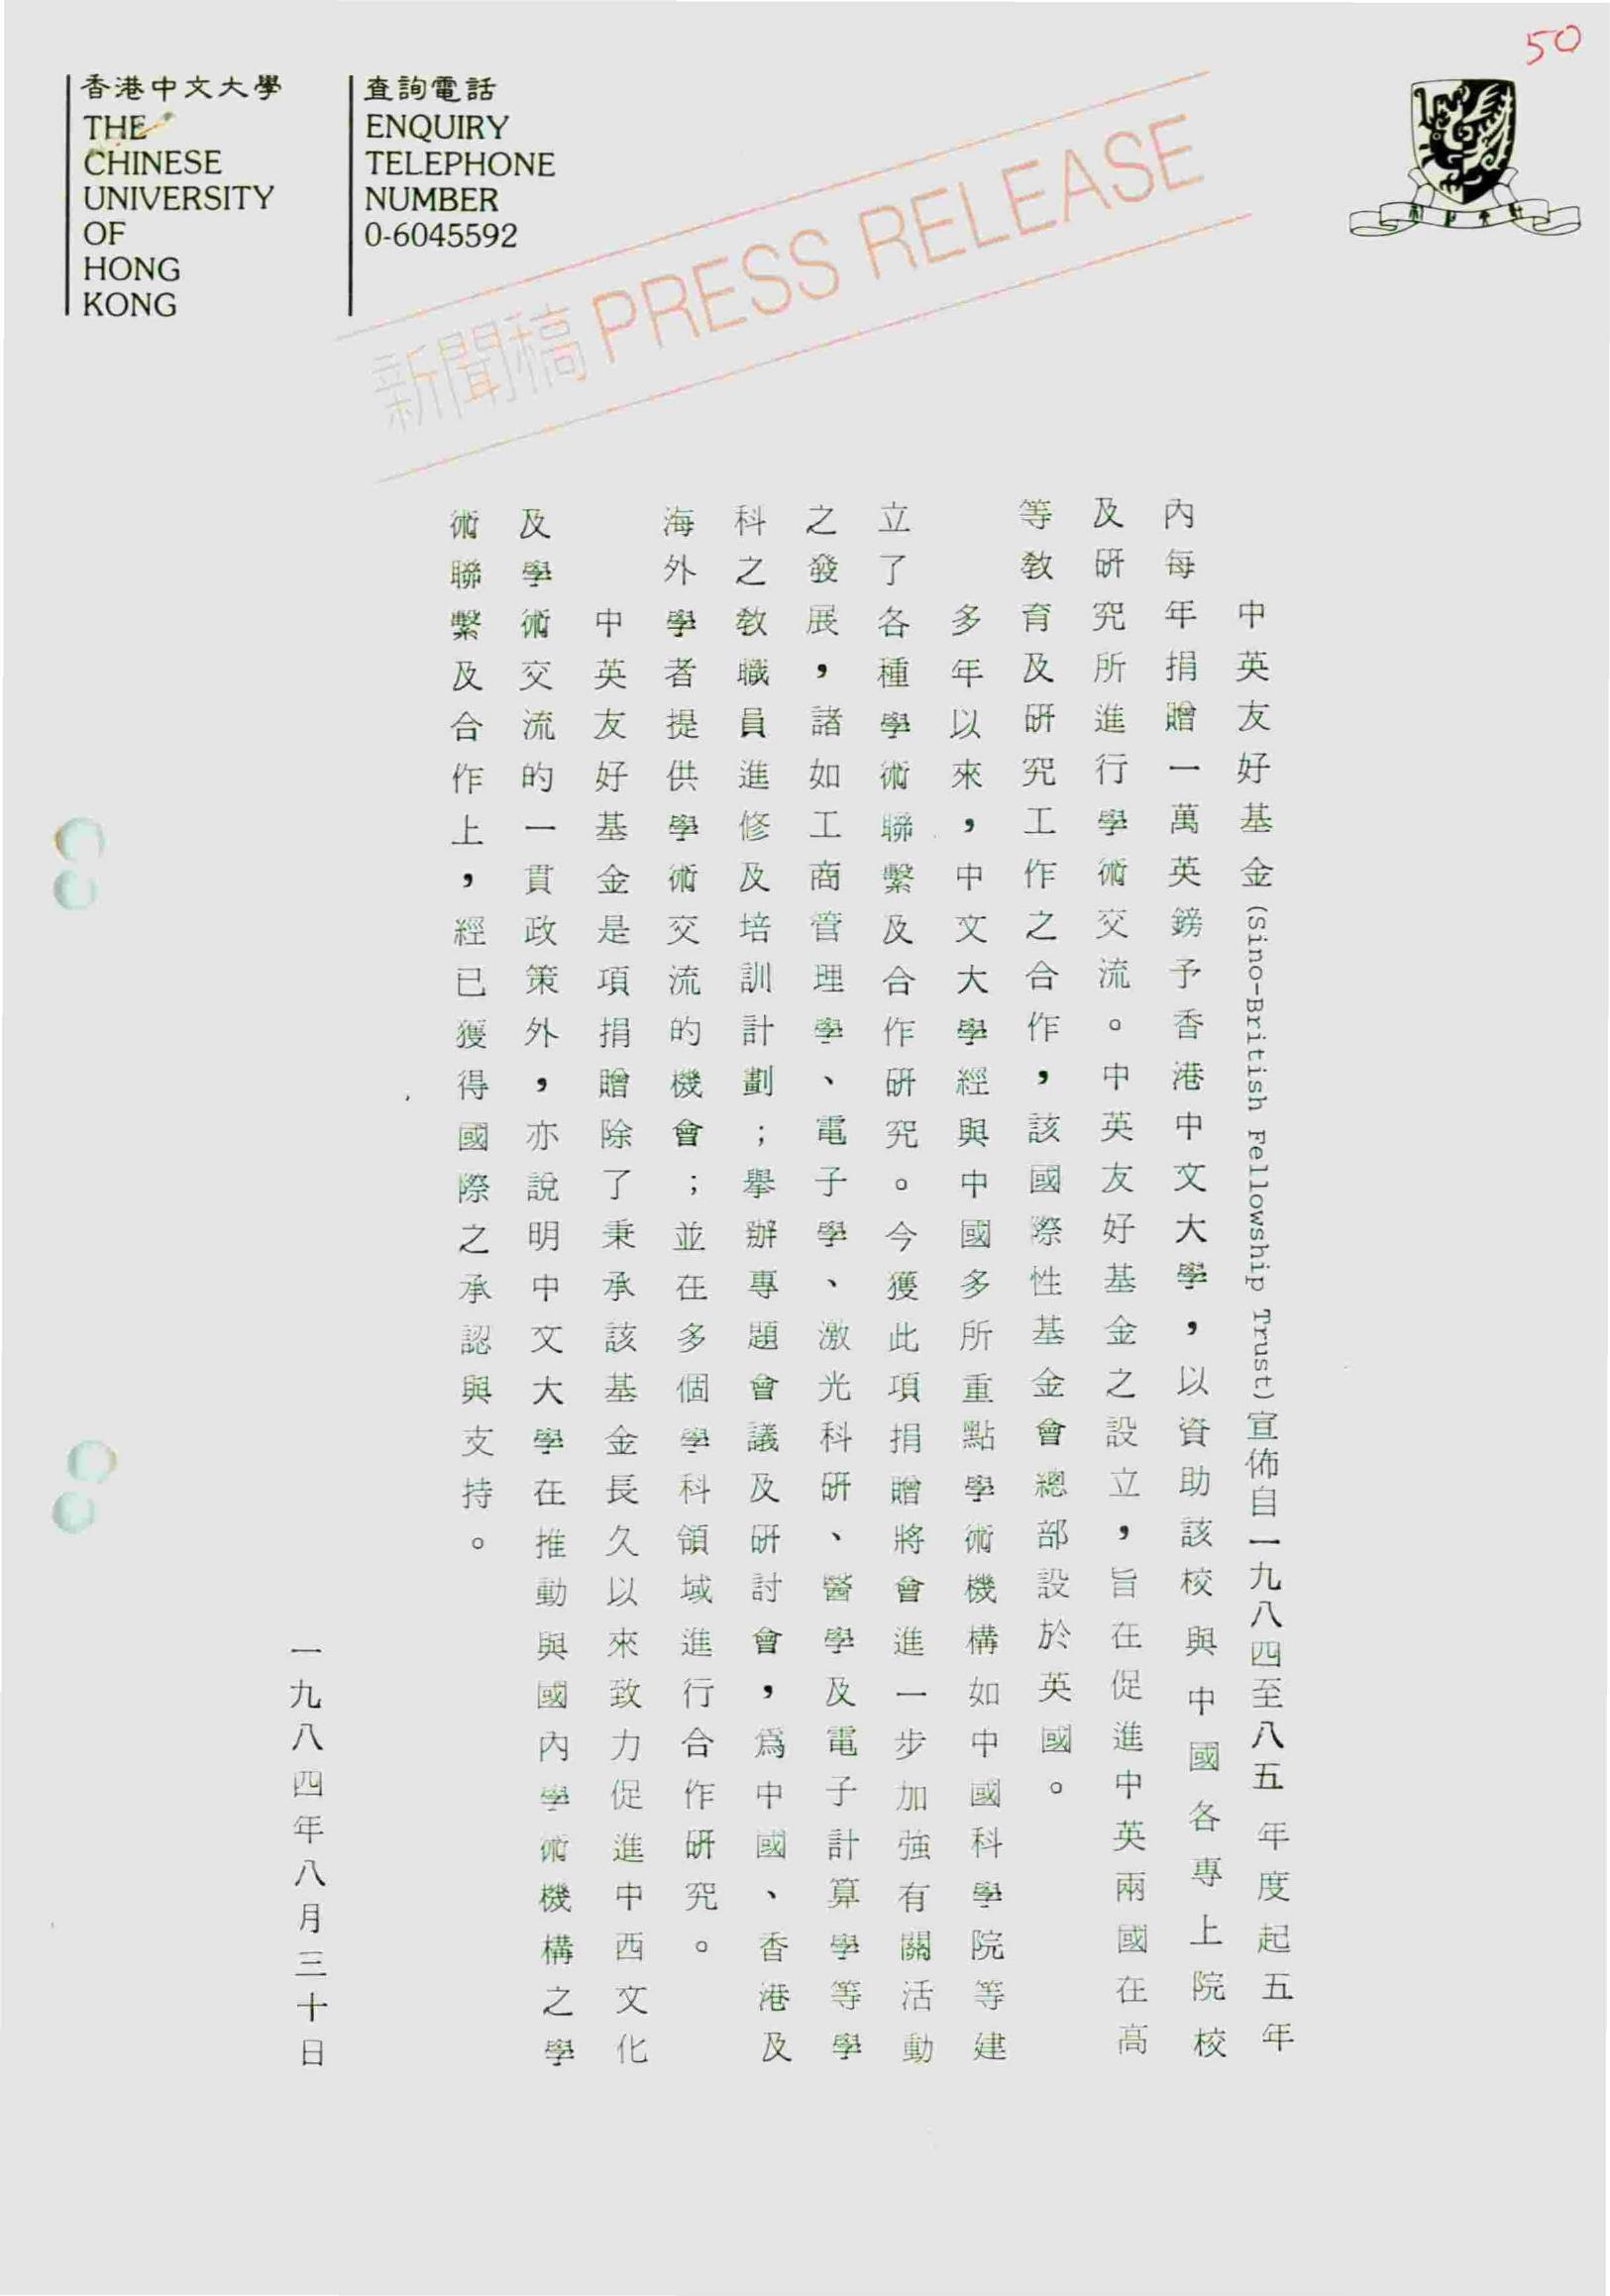 50
香港中文大學
THE
CHINESE
UNIVERSITY
OF
HONG
KONG
查詢電話
ENQUIRY
TELEPHONE
NUMBER
0-6045592
新聞稿 PRESS RELEASE
中英友好基金(Sino-British Fellowship Trust)宣佈自一九八四至八五年度起五年
內每年捐贈一萬英鎊予香港中文大學，以資助該校與中國各專上院校
及研究所進行學術交流。中英友好基金之設立，旨在促進中英兩國在高
等教育及研究工作之合作，該國際性基金會總部設於英國。
多年以來，中文大學經與中國多所重點學術機構如中國科學院等建
立了各種學術聯繫及合作研究。今獲此項捐贈將會進一步加強有關活動
之發展，諸如工商管理學、電子學、激光科研、醫學及電子計算學等學
科之教職員進修及培訓計劃；舉辦專題會議及研討會，爲中國、香港及
海外學者提供學術交流的機會；並在多個學科領域進行合作研究。
中英友好基金是項捐贈除了秉承該基金長久以來致力促進中西文化
及學術交流的一貫政策外，亦說明中文大學在推動與國內學術機構之學
術聯繫及合作上，經已獲得國際之承認與支持。
一九八四年八月三十日